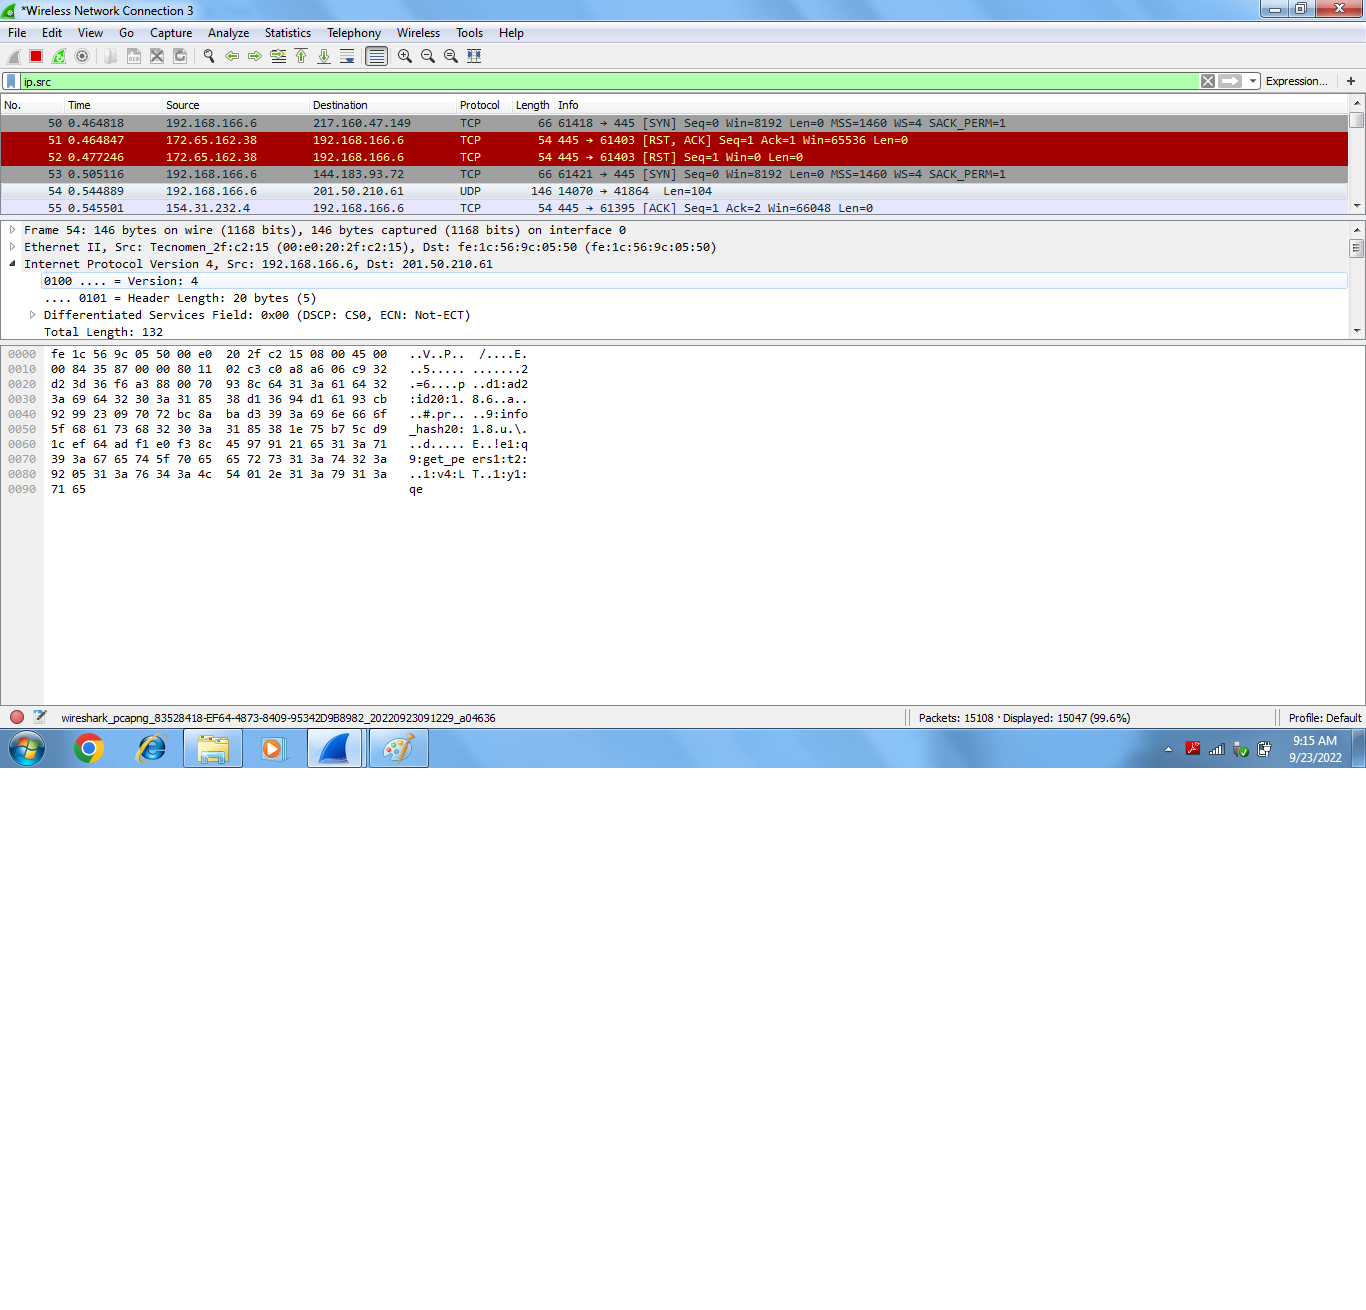 *Wireless Network Connection 3
File Edit View Go Capture Analyze Statistics Telephony Wireless Tools Help
ip.src Expression... +
No. Time Source Destination Protocol Length Info
50 0.464818 192.168.166.6 217.160.47.149 TCP 66 61418 → 445 [SYN] Seq=0 Win=8192 Len=0 MSS=1460 WS=4 SACK_PERM=1
51 0.464847 172.65.162.38 192.168.166.6 TCP 54 445 → 61403 [RST, ACK] Seq=1 Ack=1 Win=65536 Len=0
52 0.477246 172.65.162.38 192.168.166.6 TCP 54 445 → 61403 [RST] Seq=1 Win=0 Len=0
53 0.505116 192.168.166.6 144.183.93.72 TCP 66 61421 → 445 [SYN] Seq=0 Win=8192 Len=0 MSS=1460 WS=4 SACK_PERM=1
54 0.544889 192.168.166.6 201.50.210.61 UDP 146 14070 → 41864 Len=104
55 0.545501 154.31.232.4 192.168.166.6 TCP 54 445 → 61395 [ACK] Seq=1 Ack=2 Win=66048 Len=0
Frame 54: 146 bytes on wire (1168 bits), 146 bytes captured (1168 bits) on interface 0
Ethernet II, Src: Tecnomen_2f:c2:15 (00:e0:20:2f:c2:15), Dst: fe:1c:56:9c:05:50 (fe:1c:56:9c:05:50)
Internet Protocol Version 4, Src: 192.168.166.6, Dst: 201.50.210.61
0100 .... = Version: 4
.... 0101 = Header Length: 20 bytes (5)
Differentiated Services Field: 0x00 (DSCP: CS0, ECN: Not-ECT)
Total Length: 132
0000 fe 1c 56 9c 05 50 00 e0 20 2f c2 15 08 00 45 00 ..V..P.. /....E.
0010 00 84 35 87 00 00 80 11 02 c3 c0 a8 a6 06 c9 32 ..5..... .......2
0020 d2 3d 36 f6 a3 88 00 70 93 8c 64 31 3a 61 64 32 .=6....p ..d1:ad2
0030 3a 69 64 32 30 3a 31 85 38 d1 36 94 d1 61 93 cb :id20:1. 8.6..a..
0040 92 99 23 09 70 72 bc 8a ba d3 39 3a 69 6e 66 6f ..#.pr.. ..9:info
0050 5f 68 61 73 68 32 30 3a 31 85 38 1e 75 b7 5c d9 _hash20: 1.8.u.\.
0060 1c ef 64 ad f1 e0 f3 8c 45 97 91 21 65 31 3a 71 ..d..... E..!e1:q
0070 39 3a 67 65 74 5f 70 65 65 72 73 31 3a 74 32 3a 9:get_pe ers1:t2:
0080 92 05 31 3a 76 34 3a 4c 54 01 2e 31 3a 79 31 3a ..1:v4:L T..1:y1:
0090 71 65 qe
wireshark_pcapng_83528418-EF64-4873-8409-95342D9B8982_20220923091229_a04636 Packets: 15108 · Displayed: 15047 (99.6%) Profile: Default
9:15 AM
9/23/2022